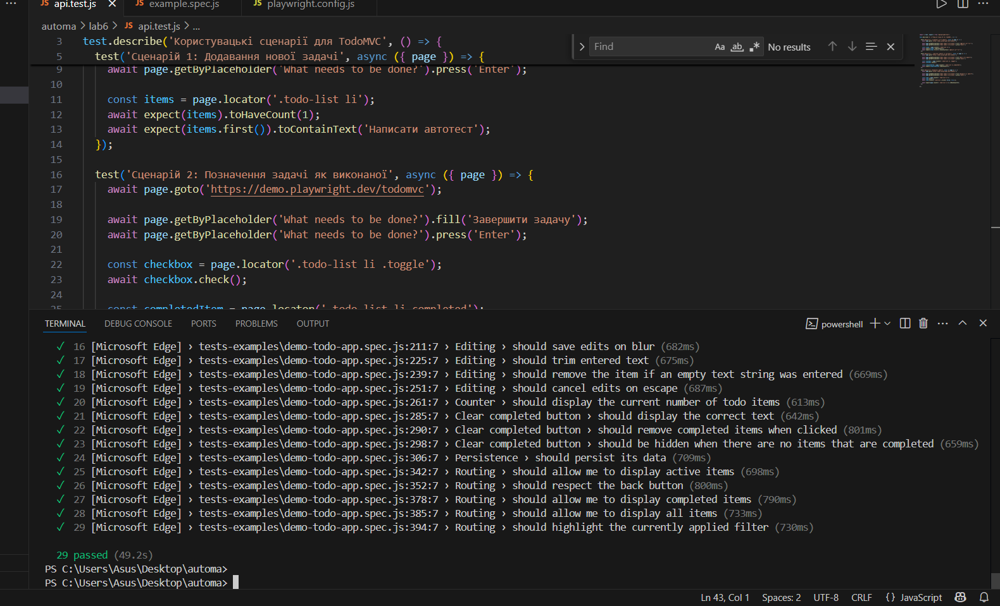 JS api.test.js
JS example.spec.js
JS playwright.config.js
automa > lab6 > JS api.test.js > ...
3 test.describe('Користувацькі сценарії для TodoMVC', () => {
5 test('Сценарій 1: Додавання нової задачі', async ({ page }) => {
Find
Aa ab .*
No results
9 await page.getByPlaceholder('What needs to be done?').press('Enter');
10
11 const items = page.locator('.todo-list li');
12 await expect(items).toHaveCount(1);
13 await expect(items.first()).toContainText('Написати автотест');
14 });
15
16 test('Сценарій 2: Позначення задачі як виконаної', async ({ page }) => {
17 await page.goto('https://demo.playwright.dev/todomvc');
18
19 await page.getByPlaceholder('What needs to be done?').fill('Завершити задачу');
20 await page.getByPlaceholder('What needs to be done?').press('Enter');
21
22 const checkbox = page.locator('.todo-list li .toggle');
23 await checkbox.check();
24
25 const completedItem = page.locator('.todo-list li.completed');
TERMINAL DEBUG CONSOLE PORTS PROBLEMS OUTPUT
powershell
✓ 16 [Microsoft Edge] › tests-examples\demo-todo-app.spec.js:211:7 › Editing › should save edits on blur (682ms)
✓ 17 [Microsoft Edge] › tests-examples\demo-todo-app.spec.js:225:7 › Editing › should trim entered text (675ms)
✓ 18 [Microsoft Edge] › tests-examples\demo-todo-app.spec.js:239:7 › Editing › should remove the item if an empty text string was entered (669ms)
✓ 19 [Microsoft Edge] › tests-examples\demo-todo-app.spec.js:251:7 › Editing › should cancel edits on escape (687ms)
✓ 20 [Microsoft Edge] › tests-examples\demo-todo-app.spec.js:261:7 › Counter › should display the current number of todo items (613ms)
✓ 21 [Microsoft Edge] › tests-examples\demo-todo-app.spec.js:285:7 › Clear completed button › should display the correct text (642ms)
✓ 22 [Microsoft Edge] › tests-examples\demo-todo-app.spec.js:290:7 › Clear completed button › should remove completed items when clicked (801ms)
✓ 23 [Microsoft Edge] › tests-examples\demo-todo-app.spec.js:298:7 › Clear completed button › should be hidden when there are no items that are completed (659ms)
✓ 24 [Microsoft Edge] › tests-examples\demo-todo-app.spec.js:306:7 › Persistence › should persist its data (709ms)
✓ 25 [Microsoft Edge] › tests-examples\demo-todo-app.spec.js:342:7 › Routing › should allow me to display active items (698ms)
✓ 26 [Microsoft Edge] › tests-examples\demo-todo-app.spec.js:352:7 › Routing › should respect the back button (800ms)
✓ 27 [Microsoft Edge] › tests-examples\demo-todo-app.spec.js:378:7 › Routing › should allow me to display completed items (790ms)
✓ 28 [Microsoft Edge] › tests-examples\demo-todo-app.spec.js:385:7 › Routing › should allow me to display all items (733ms)
✓ 29 [Microsoft Edge] › tests-examples\demo-todo-app.spec.js:394:7 › Routing › should highlight the currently applied filter (730ms)
29 passed (49.2s)
PS C:\Users\Asus\Desktop\automa>
PS C:\Users\Asus\Desktop\automa>
Ln 43, Col 1 Spaces: 2 UTF-8 CRLF {} JavaScript